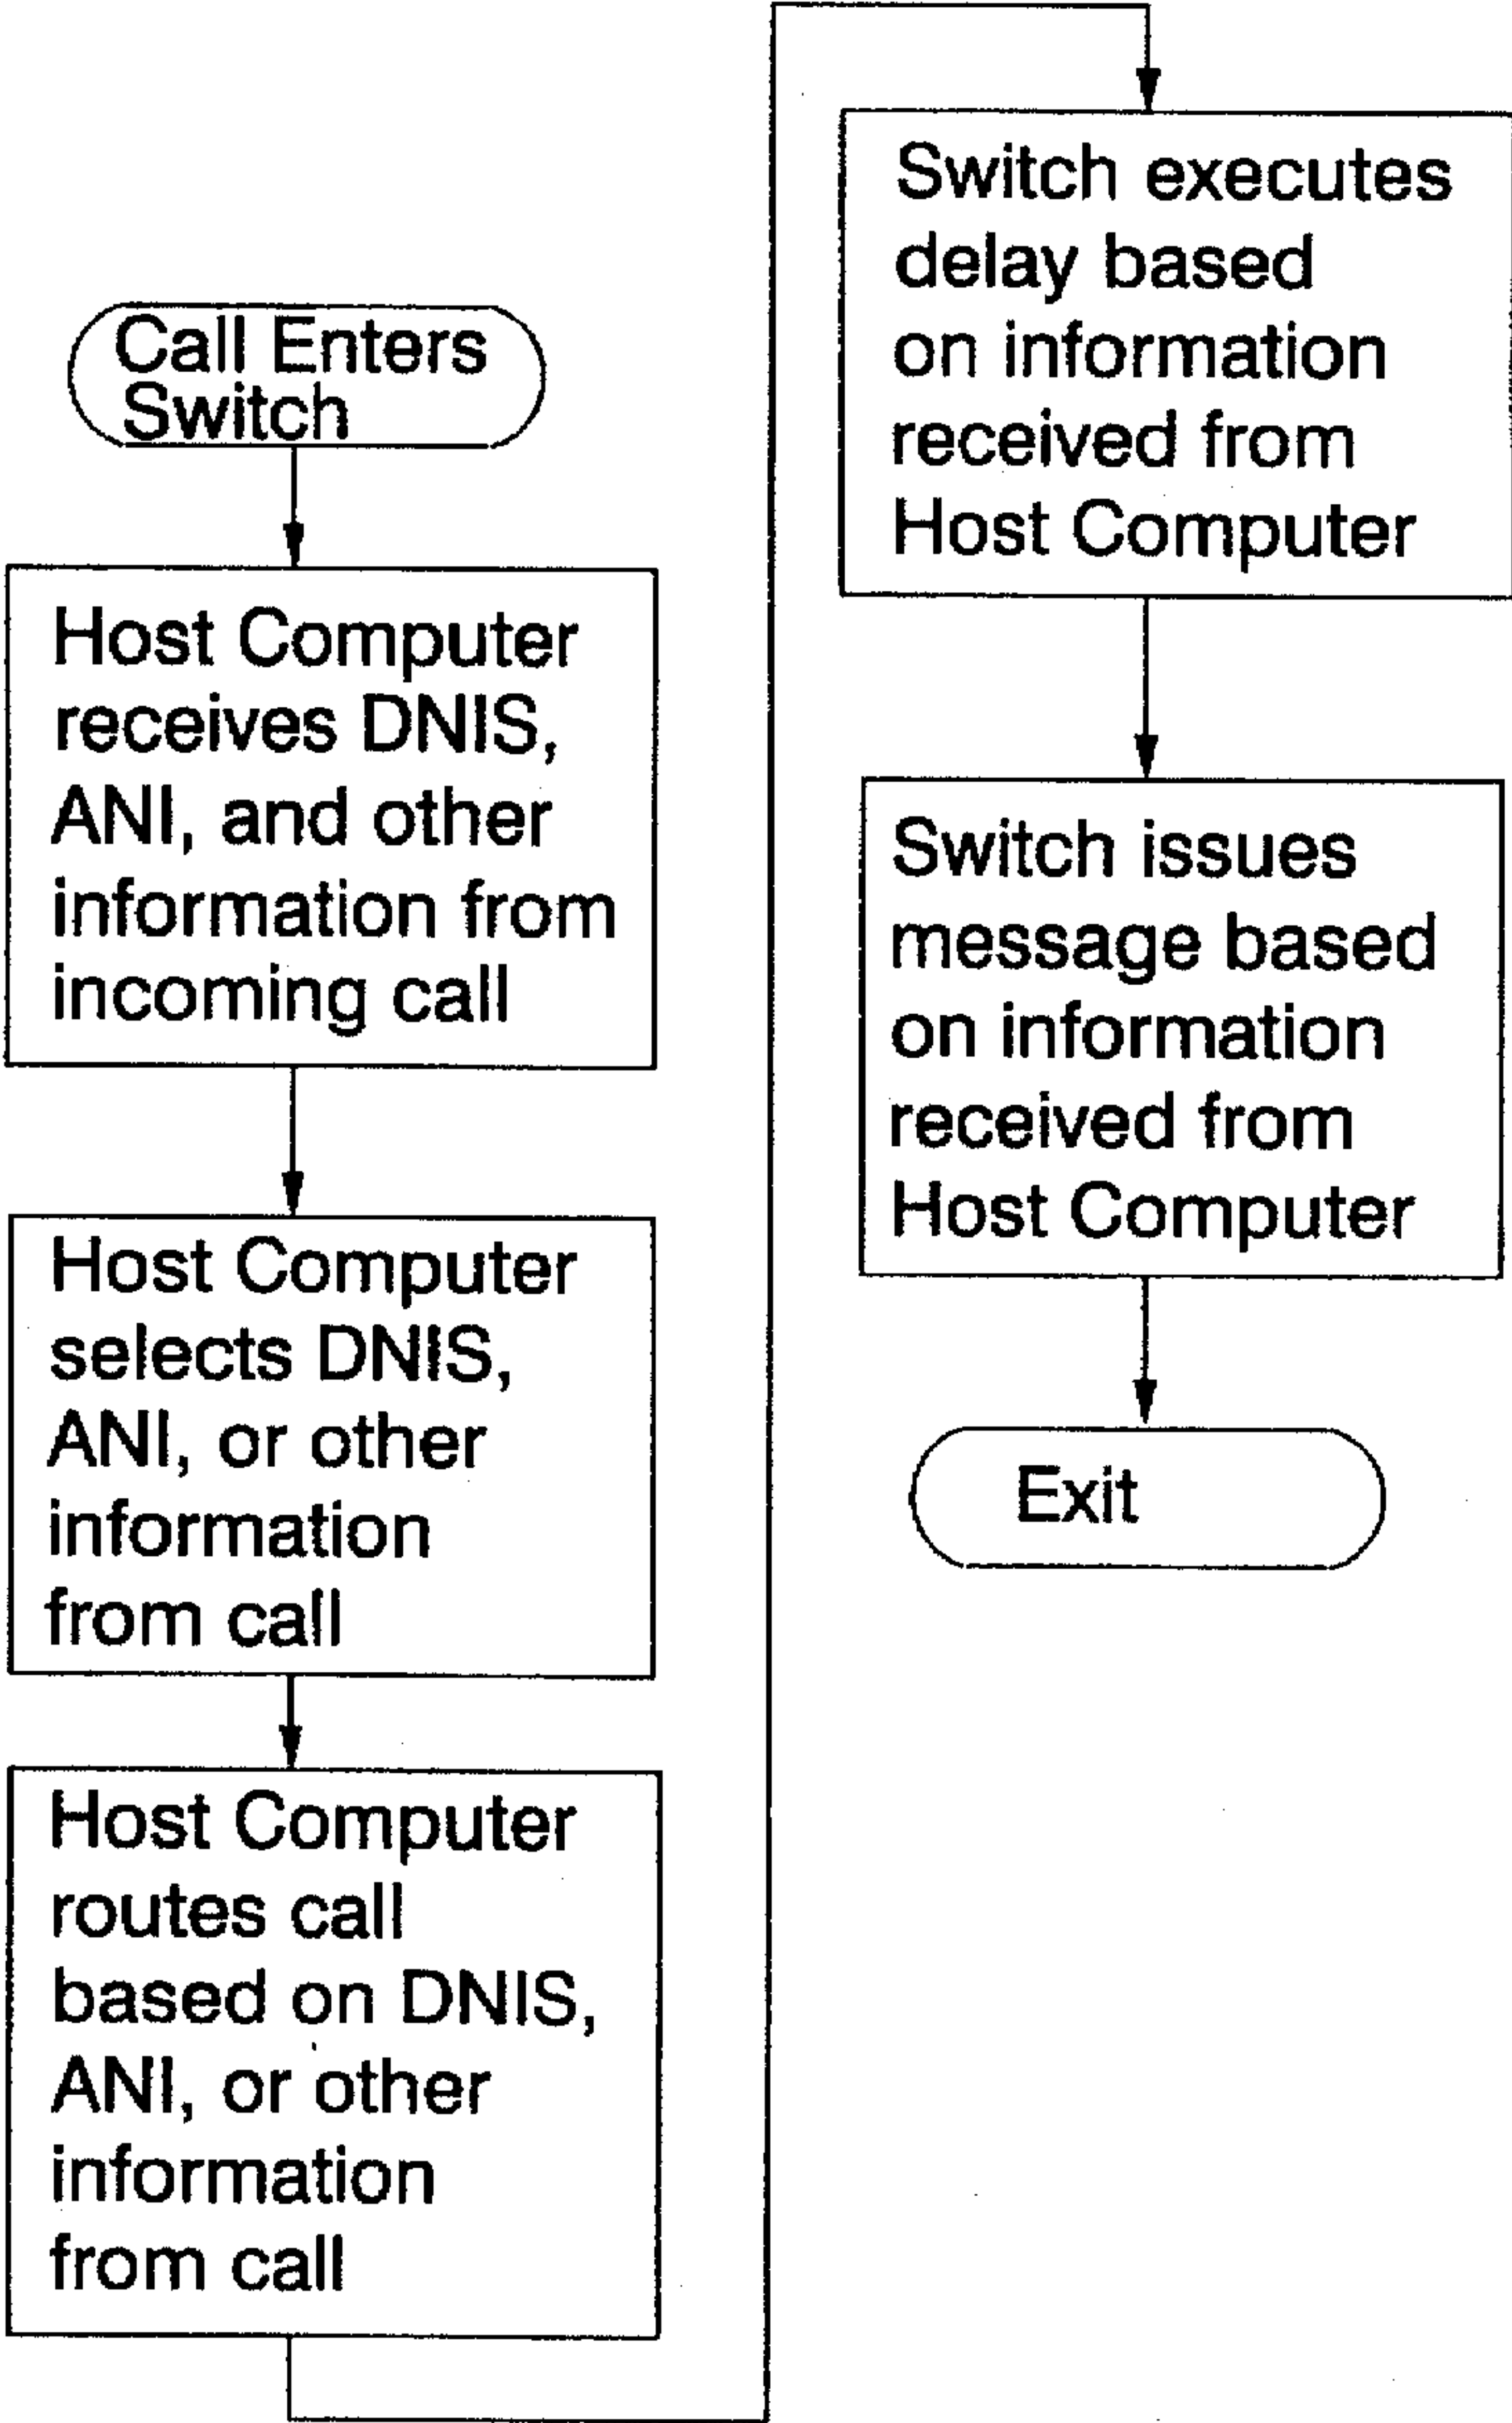 Call Enters
Switch
Host Computer
receives DNIS,
ANI, and other
information from
incoming call
Host Computer
selects DNIS,
ANI, or other
information
from call
Host Computer
routes call
based on DNIS,
ANI, or other
information
from call
Switch executes
delay based
on information
received from
Host Computer
Switch issues
message based
on information
received from
Host Computer
Exit